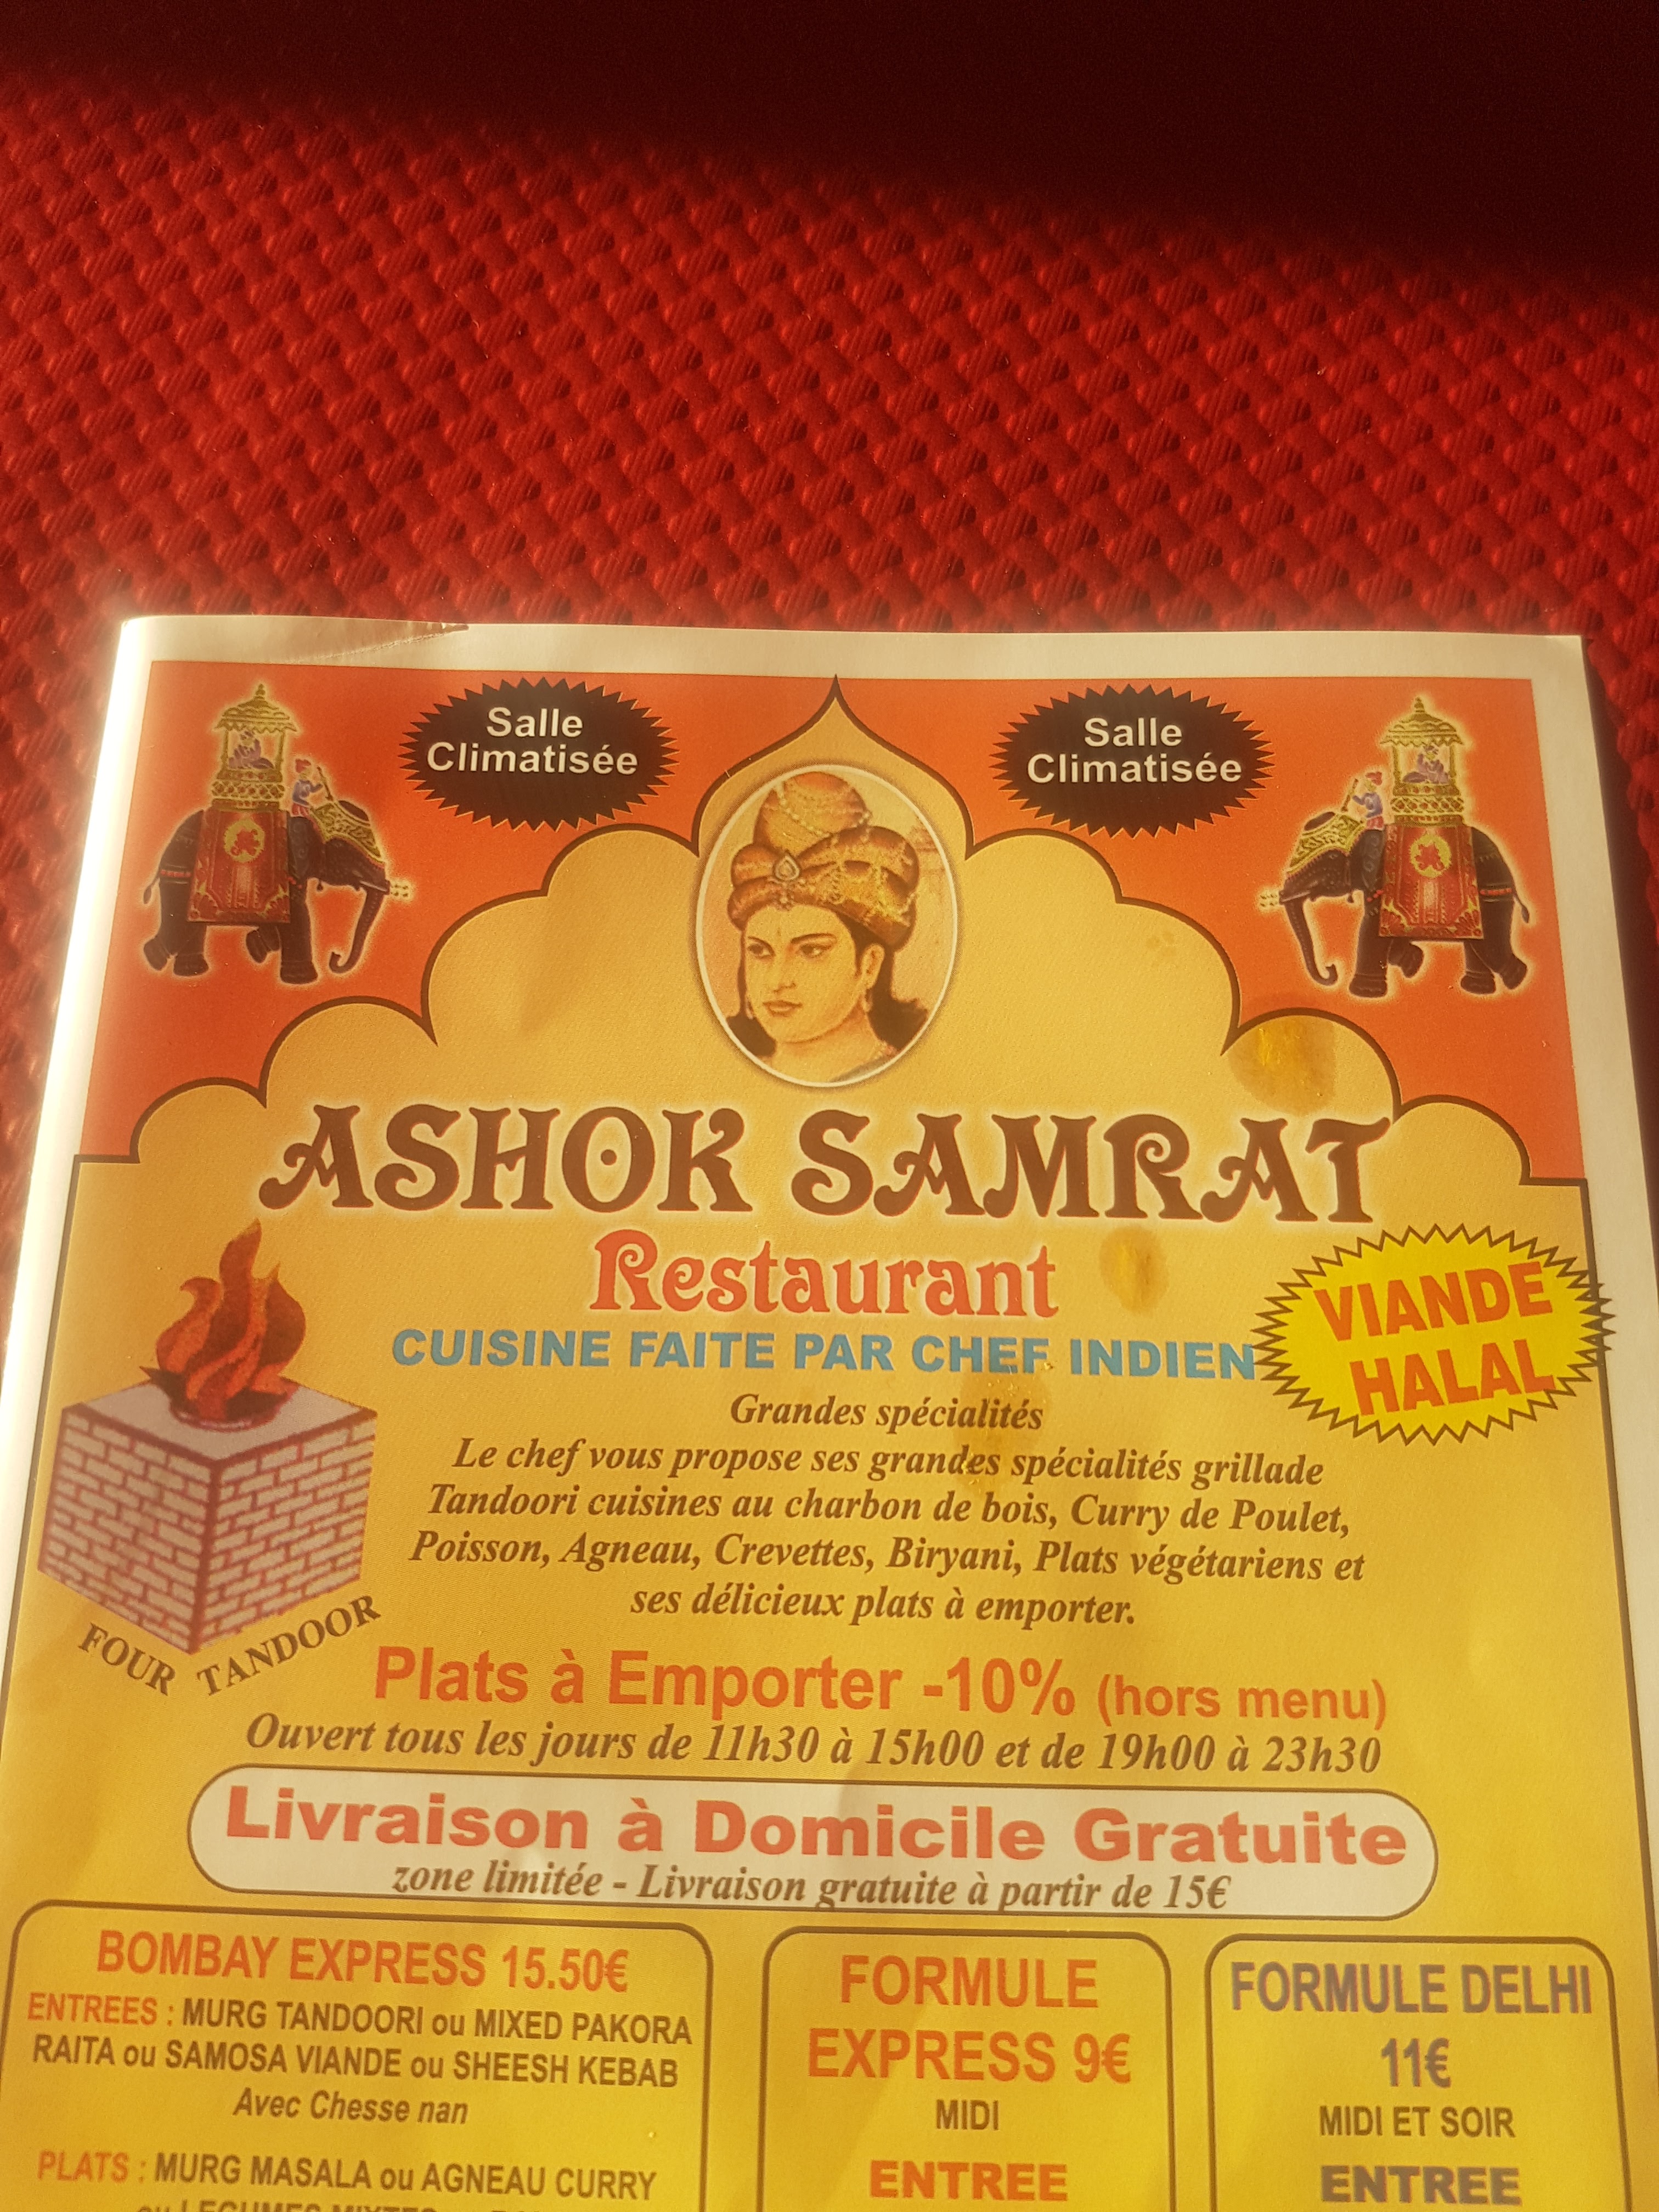 Salle
Climatisée
Salle
Climatisée
ASHOK SAMRAT
Restaurant
CUISINE FAITE PAR CHEF INDIEN
VIANDE
HALAL
Grandes spécialités
Le chef vous propose ses grandes spécialités grillade
Tandoori cuisines au charbon de bois, Curry de Poulet,
Poisson, Agneau, Crevettes, Biryani, Plats végétariens et
ses délicieux plats à emporter.
FOUR TANDOOR
Plats à Emporter -10% (hors menu)
Ouvert tous les jours de 11h30 à 15h00 et de 19h00 à 23h30
Livraison à Domicile Gratuite
zone limitée - Livraison gratuite à partir de 15€
BOMBAY EXPRESS 15.50€
ENTREES : MURG TANDOORI ou MIXED PAKORA
RAITA ou SAMOSA VIANDE ou SHEESH KEBAB
Avec Chesse nan
PLATS : MURG MASALA ou AGNEAU CURRY
FORMULE
EXPRESS 9€
MIDI
ENTREE
FORMULE DELHI
11€
MIDI ET SOIR
ENTREE